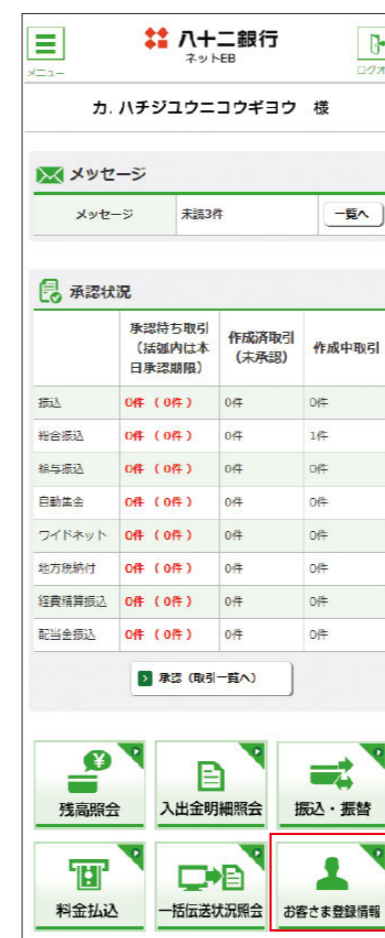 八十二銀行
ネットEB
メニュー
ログオ
カ.ハチジユウニコウギヨウ 様
メッセージ
メッセージ 未読3件 一覧へ
承認状況
承認待ち取引
(括弧内は本
日承認期限)
作成済取引
(未承認)
作成中取引
振込 0件 ( 0件 ) 0件 0件
総合振込 0件 ( 0件 ) 0件 1件
給与振込 0件 ( 0件 ) 0件 0件
自動集金 0件 ( 0件 ) 0件 0件
ワイドネット 0件 ( 0件 ) 0件 0件
地方税納付 0件 ( 0件 ) 0件 0件
経費精算振込 0件 ( 0件 ) 0件 0件
配当金振込 0件 ( 0件 ) 0件 0件
承認(取引一覧へ)
残高照会 入出金明細照会 振込・振替
料金払込 一括伝送状況照会 お客さま登録情報